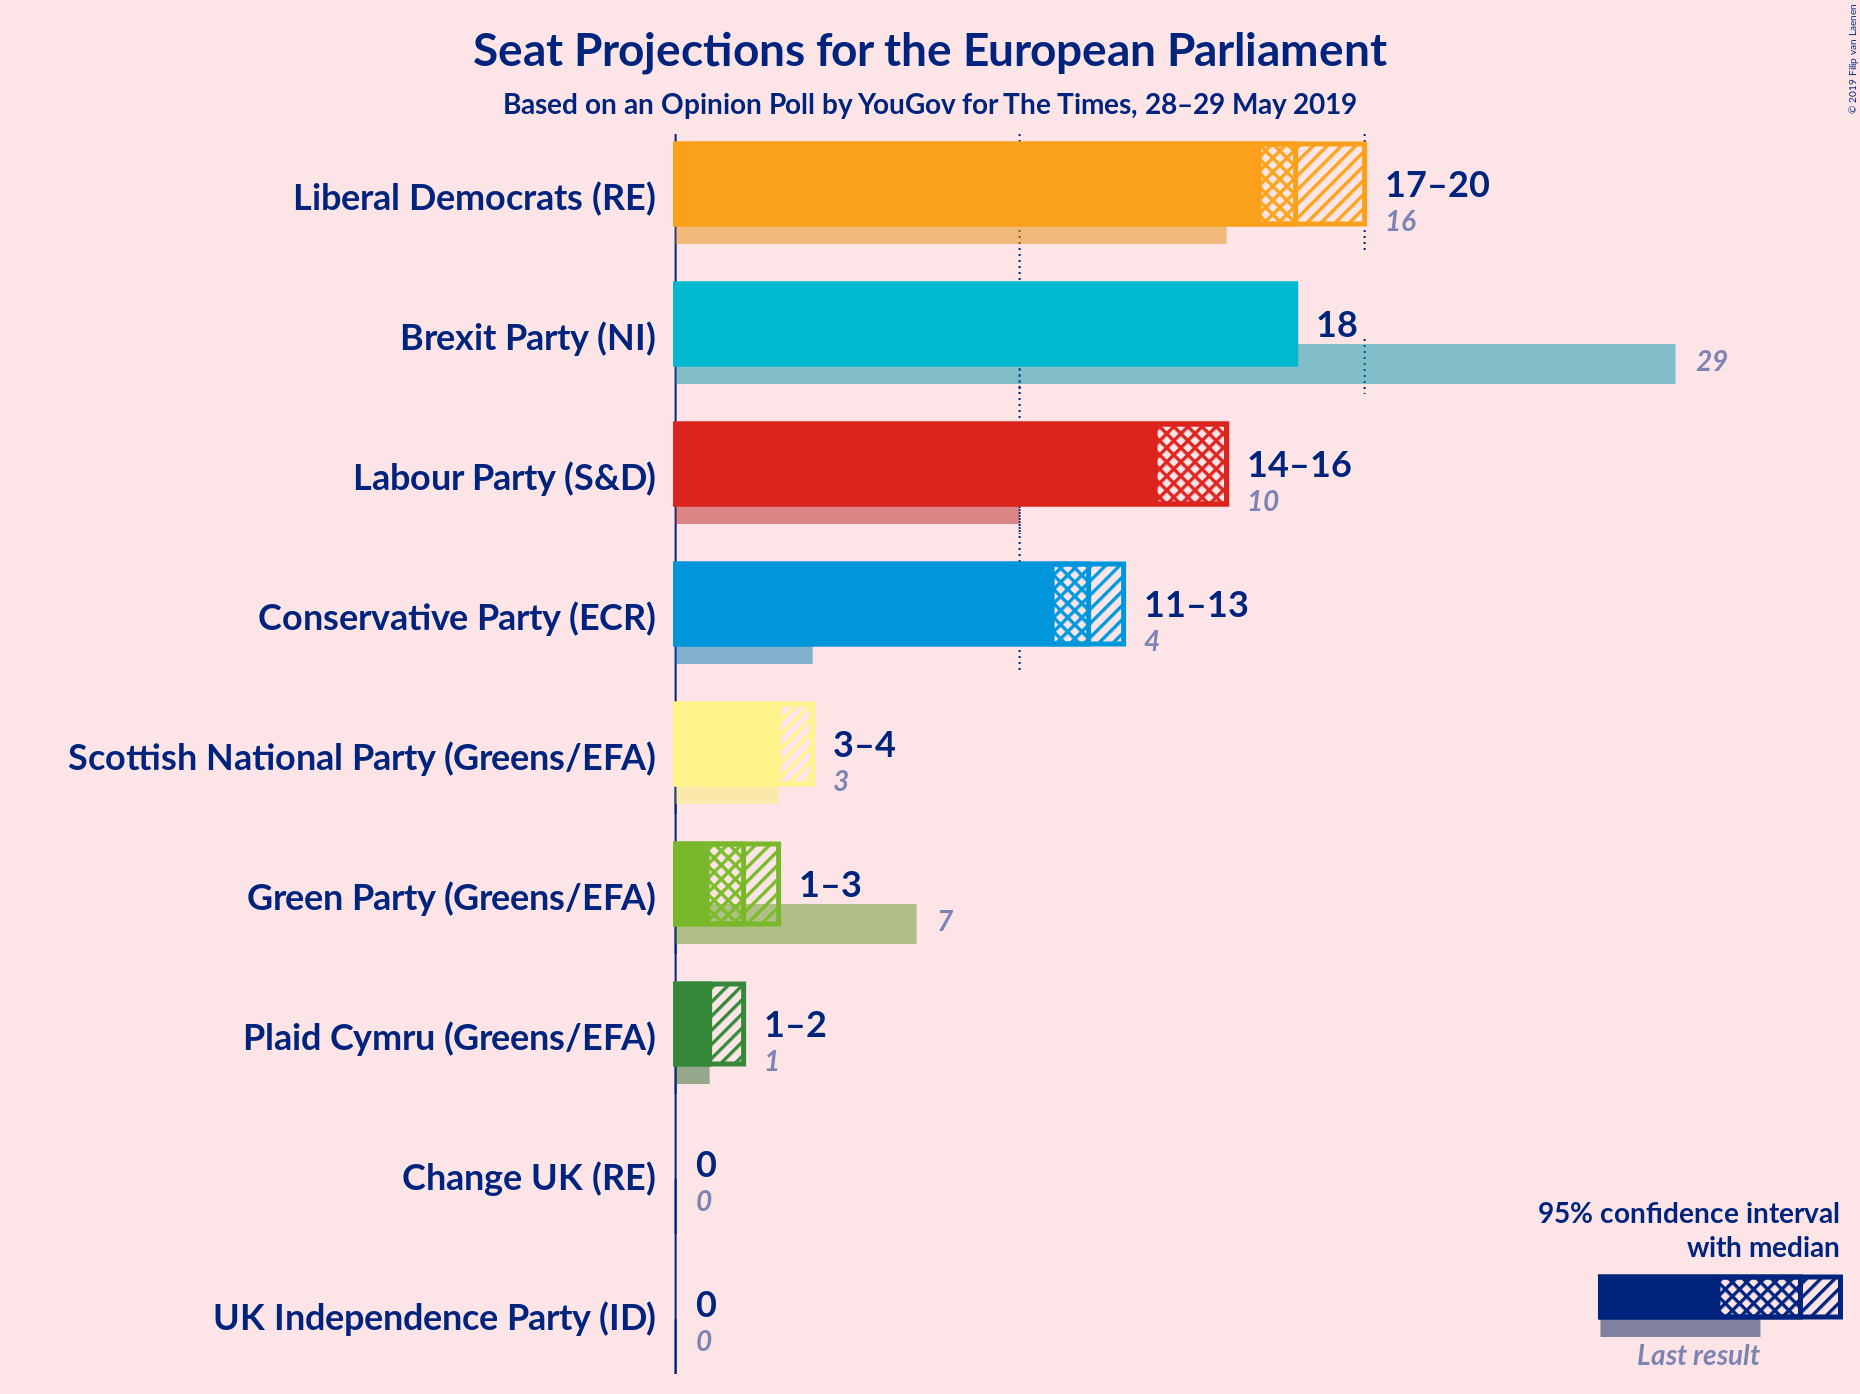 Seat Projections for the European Parliament
Based on an Opinion Poll by YouGov for The Times, 28–29 May 2019
© 2019 Filip van Laenen
Liberal Democrats (RE)
17–20
16
Brexit Party (NI)
18
29
Labour Party (S&D)
14–16
10
Conservative Party (ECR)
11–13
4
Scottish National Party (Greens/EFA)
3–4
3
Green Party (Greens/EFA)
1–3
7
Plaid Cymru (Greens/EFA)
1–2
1
Change UK (RE)
0
0
UK Independence Party (ID)
0
0
95% confidence interval
with median
Last result